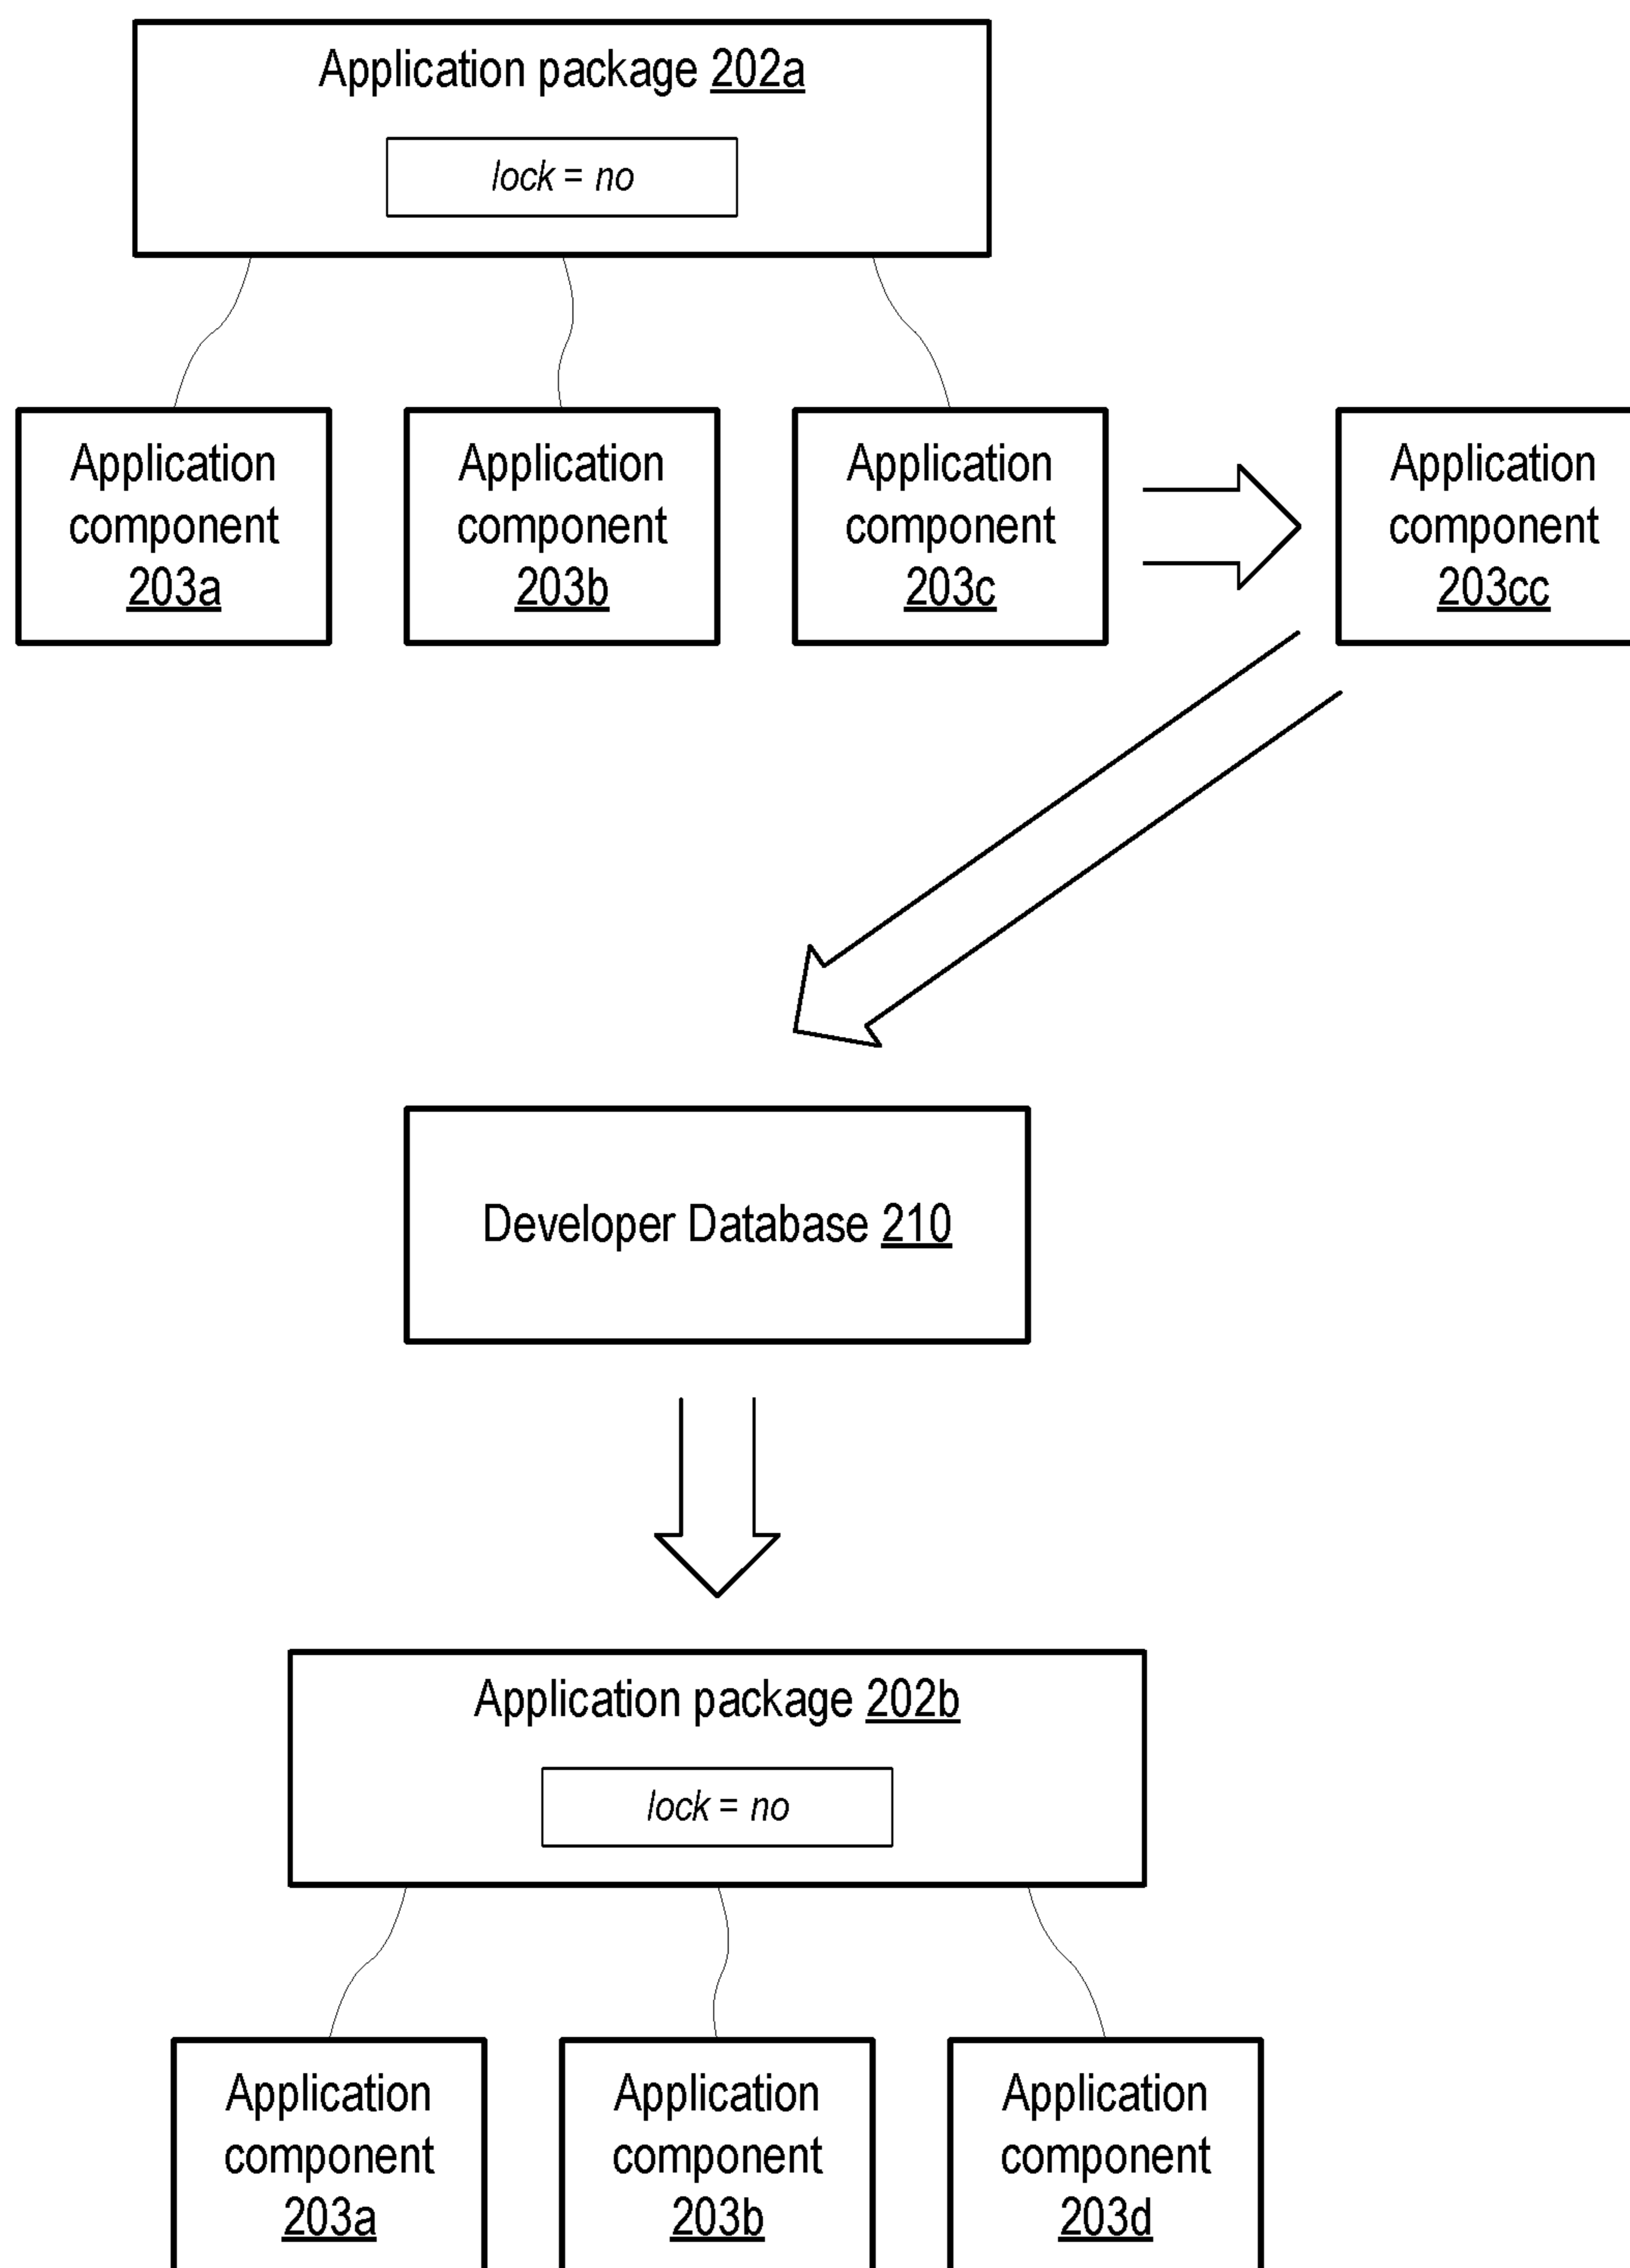 Application package 202a
lock = no
Application
component
203a
Application
component
203b
Application
component
203c
Application
component
203cc
Developer Database 210
Application package 202b
lock = no
Application
component
203a
Application
component
203b
Application
component
203d